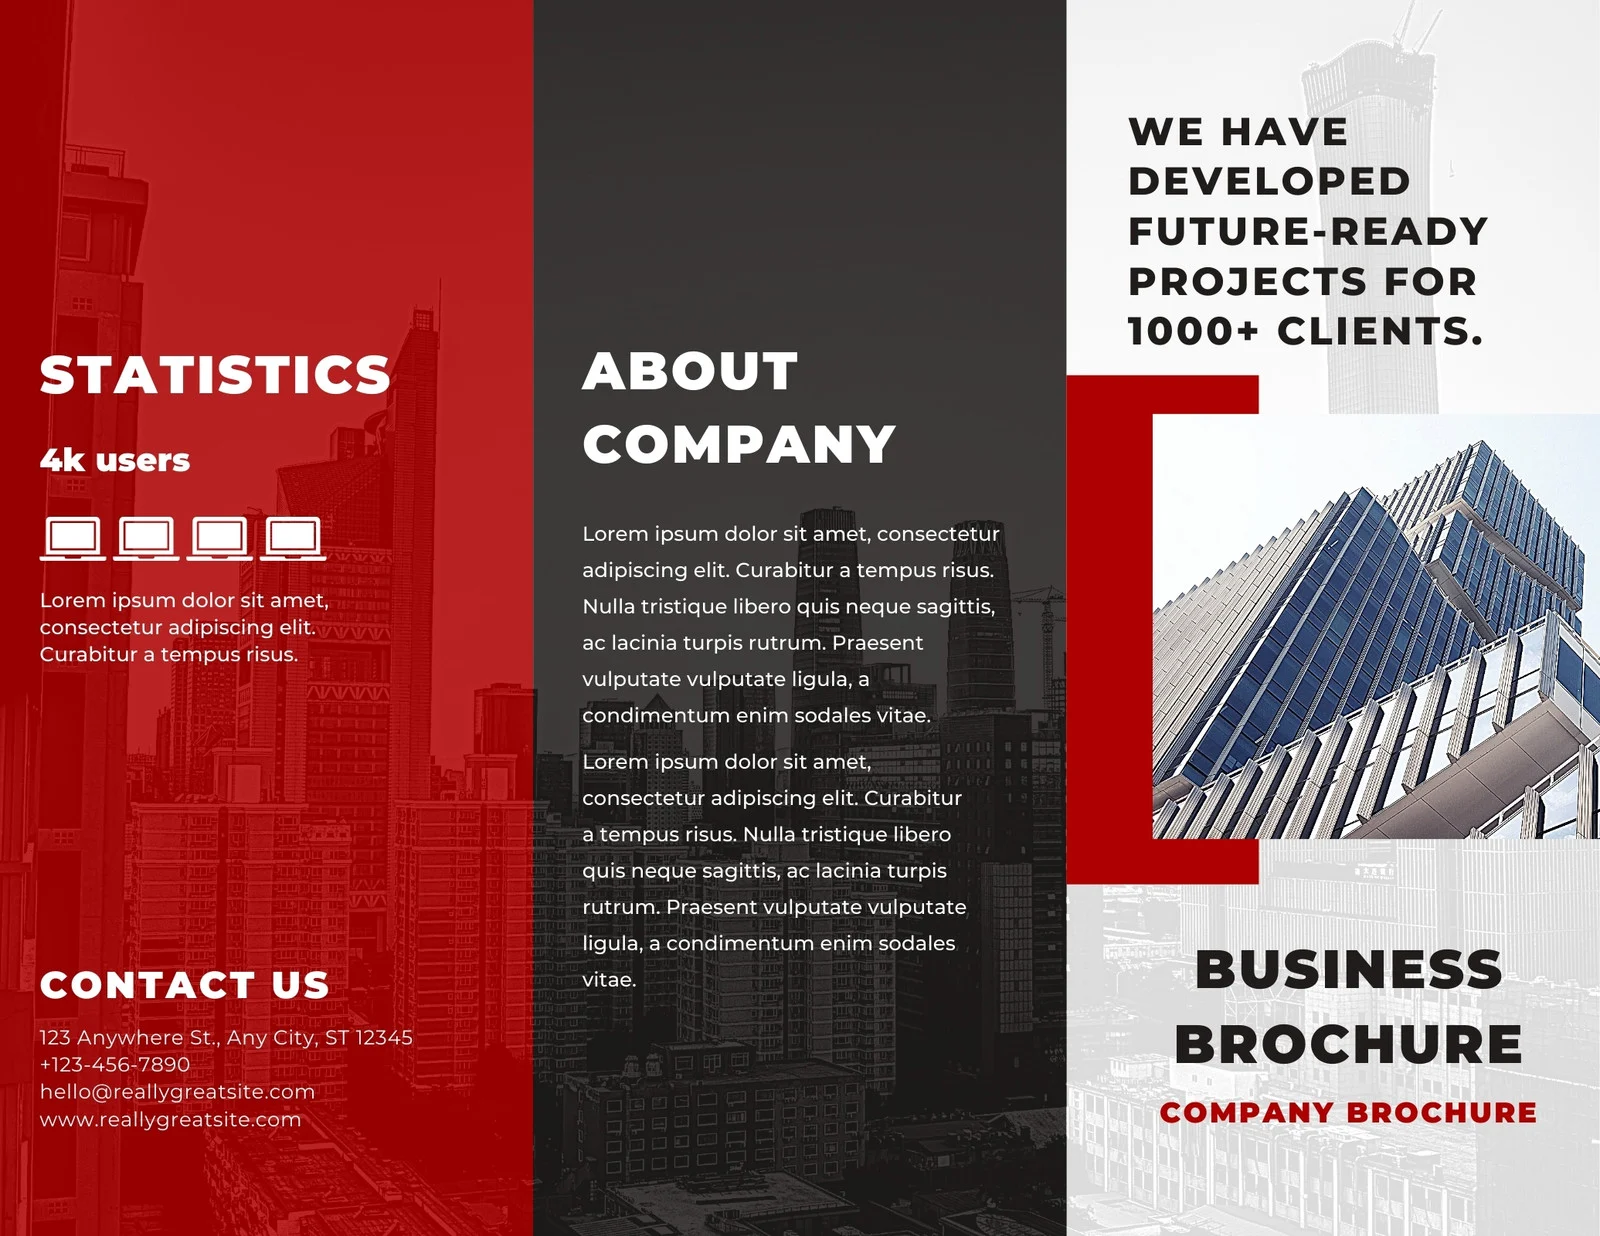 STATISTICS
4k users
Lorem ipsum dolor sit amet,
consectetur adipiscing elit.
Curabitur a tempus risus.
CONTACT US
123 Anywhere St., Any City, ST 12345
+123-456-7890
hello@reallygreatsite.com
www.reallygreatsite.com
ABOUT
COMPANY
Lorem ipsum dolor sit amet, consectetur
adipiscing elit. Curabitur a tempus risus.
Nulla tristique libero quis neque sagittis,
ac lacinia turpis rutrum. Praesent
vulputate vulputate ligula, a
condimentum enim sodales vitae.
Lorem ipsum dolor sit amet,
consectetur adipiscing elit. Curabitur
a tempus risus. Nulla tristique libero
quis neque sagittis, ac lacinia turpis
rutrum. Praesent vulputate vulputate
ligula, a condimentum enim sodales
vitae.
WE HAVE
DEVELOPED
FUTURE-READY
PROJECTS FOR
1000+ CLIENTS.
BUSINESS
BROCHURE
COMPANY BROCHURE